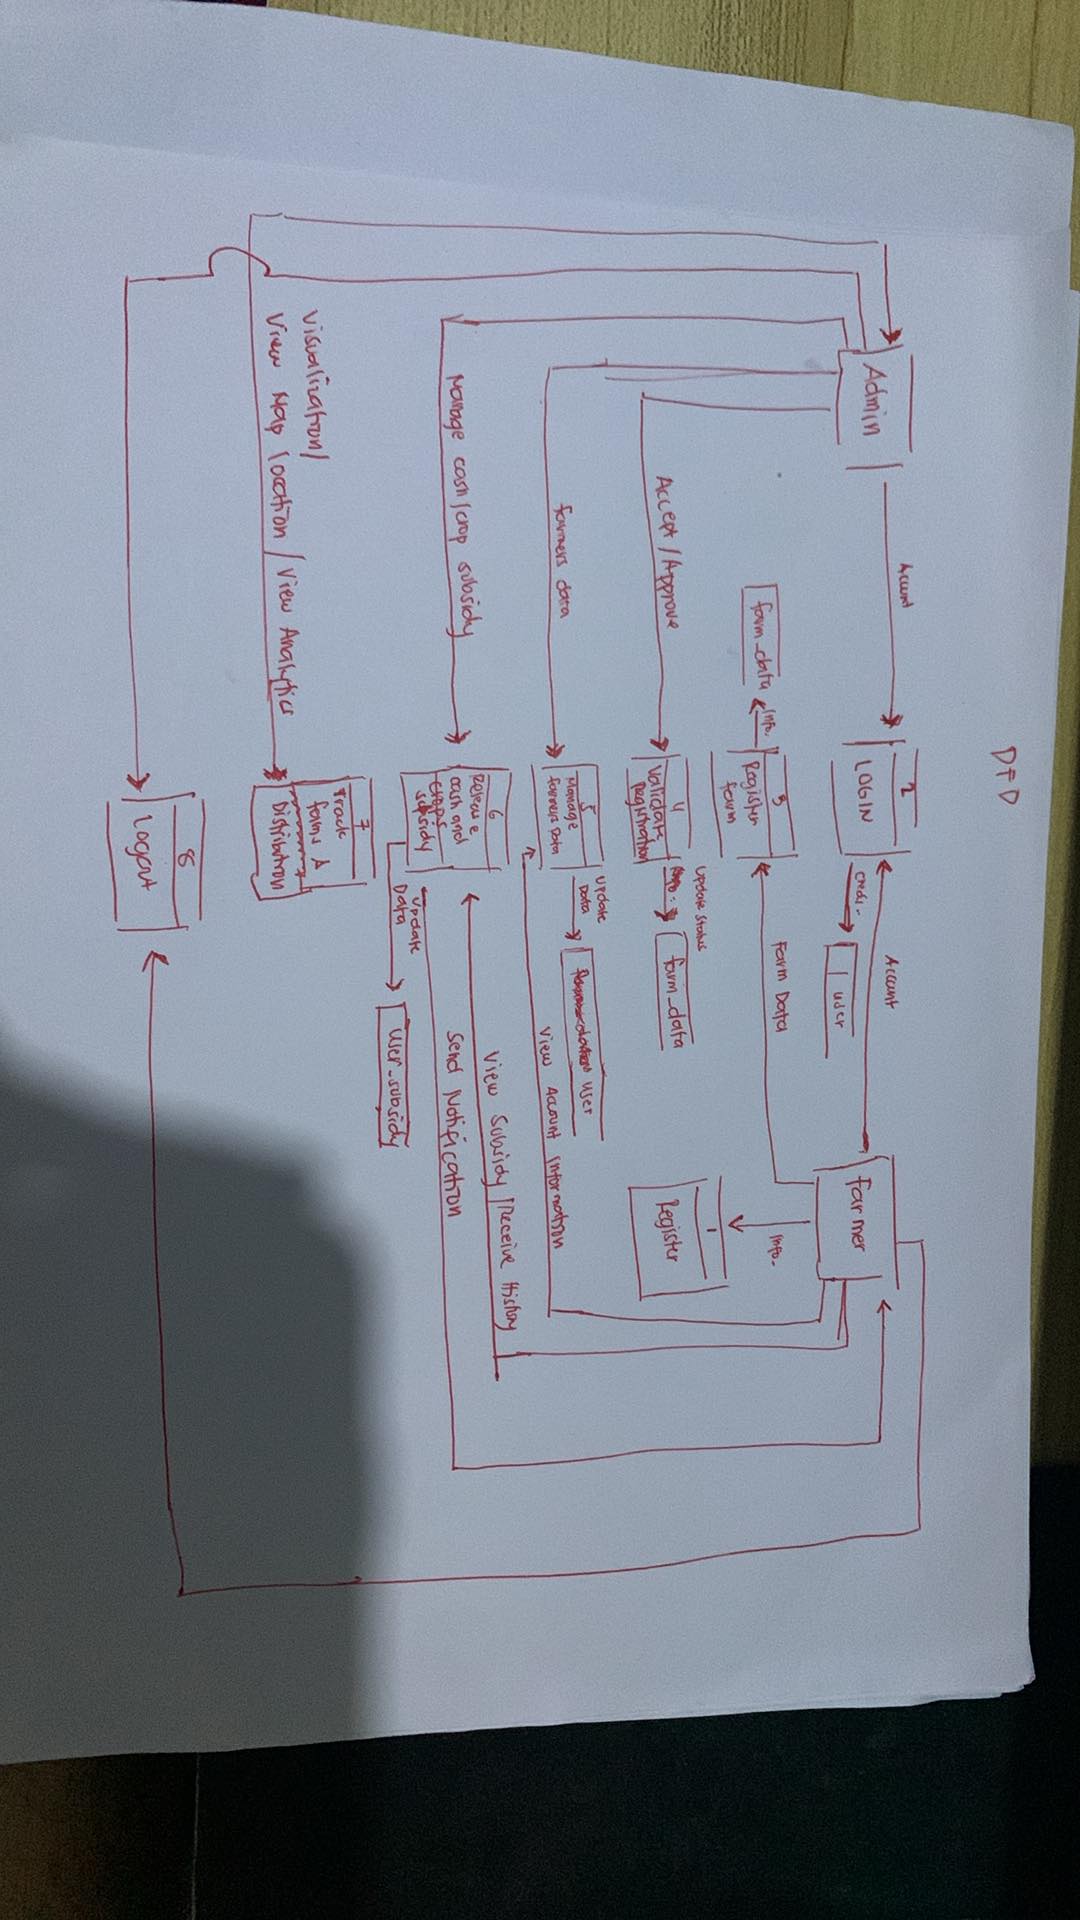 DFD
Admin
Account
2
LOGIN
Account
creds.
user
farmer
farm_data
Info.
3
Register
farm
Farm Data
Info.
1
Register
Accept/Approve
4
Validate
Registration
Update Status
farm_data
farmers data
5
Manage
farmers Data
Update
Data
user
View Account Information
6
Release
cash and
crops
subsidy
Manage cash/crop subsidy
View Subsidy/Receive History
Send Notification
Update
Data
user_subsidy
7
Track
farms &
Distribution
Visualization/
View Map location/View Analytics
8
Logout